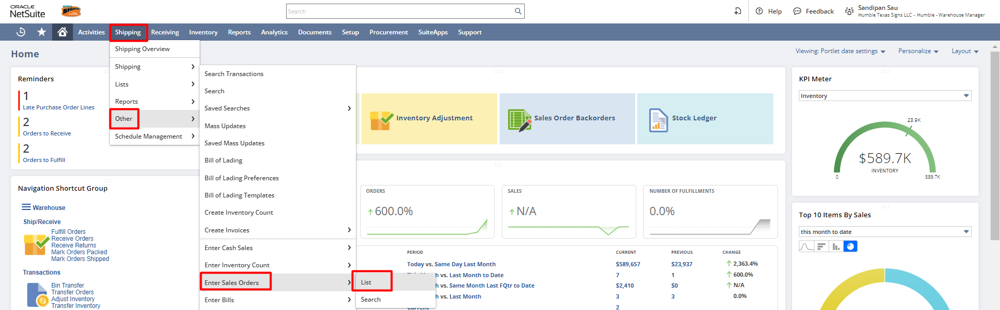 ORACLE
NetSuite
SIGNS
Search
Help
Feedback
Sandipan Sau
Humble Texas Signs LLC - Humble - Warehouse Manager
Activities
Shipping
Receiving
Inventory
Reports
Analytics
Documents
Setup
Procurement
SuiteApps
Support
Home
Viewing: Portlet date settings
Personalize
Layout
Shipping Overview
Shipping
Lists
Reports
Other
Schedule Management
Search Transactions
Search
Saved Searches
Mass Updates
Saved Mass Updates
Bill of Lading
Bill of Lading Preferences
Bill of Lading Templates
Create Inventory Count
Create Invoices
Enter Cash Sales
Enter Inventory Count
Enter Sales Orders
Enter Bills
List
Search
Reminders
1
Late Purchase Order Lines
2
Orders to Receive
2
Orders to Fulfill
Navigation Shortcut Group
Warehouse
Ship/Receive
Fulfill Orders
Receive Orders
Receive Returns
Mark Orders Packed
Mark Orders Shipped
Transactions
Bin Transfer
Transfer Orders
Adjust Inventory
Transfer Inventory
Inventory Adjustment
Sales Order Backorders
Stock Ledger
ORDERS
600.0%
SALES
N/A
NUMBER OF FULFILLMENTS
0.0%
PERIOD CURRENT PREVIOUS CHANGE
Today vs. Same Day Last Month $589,657 $23,937 2,363.4%
vs. Last Month to Date 7 1 600.0%
vs. Same Month Last FQtr to Date $2,410 $0 N/A
vs. Last Month 3 3 0.0%
2
KPI Meter
Inventory
23.9K
$589.7K
INVENTORY
0
589.7K
Top 10 Items By Sales
this month to date